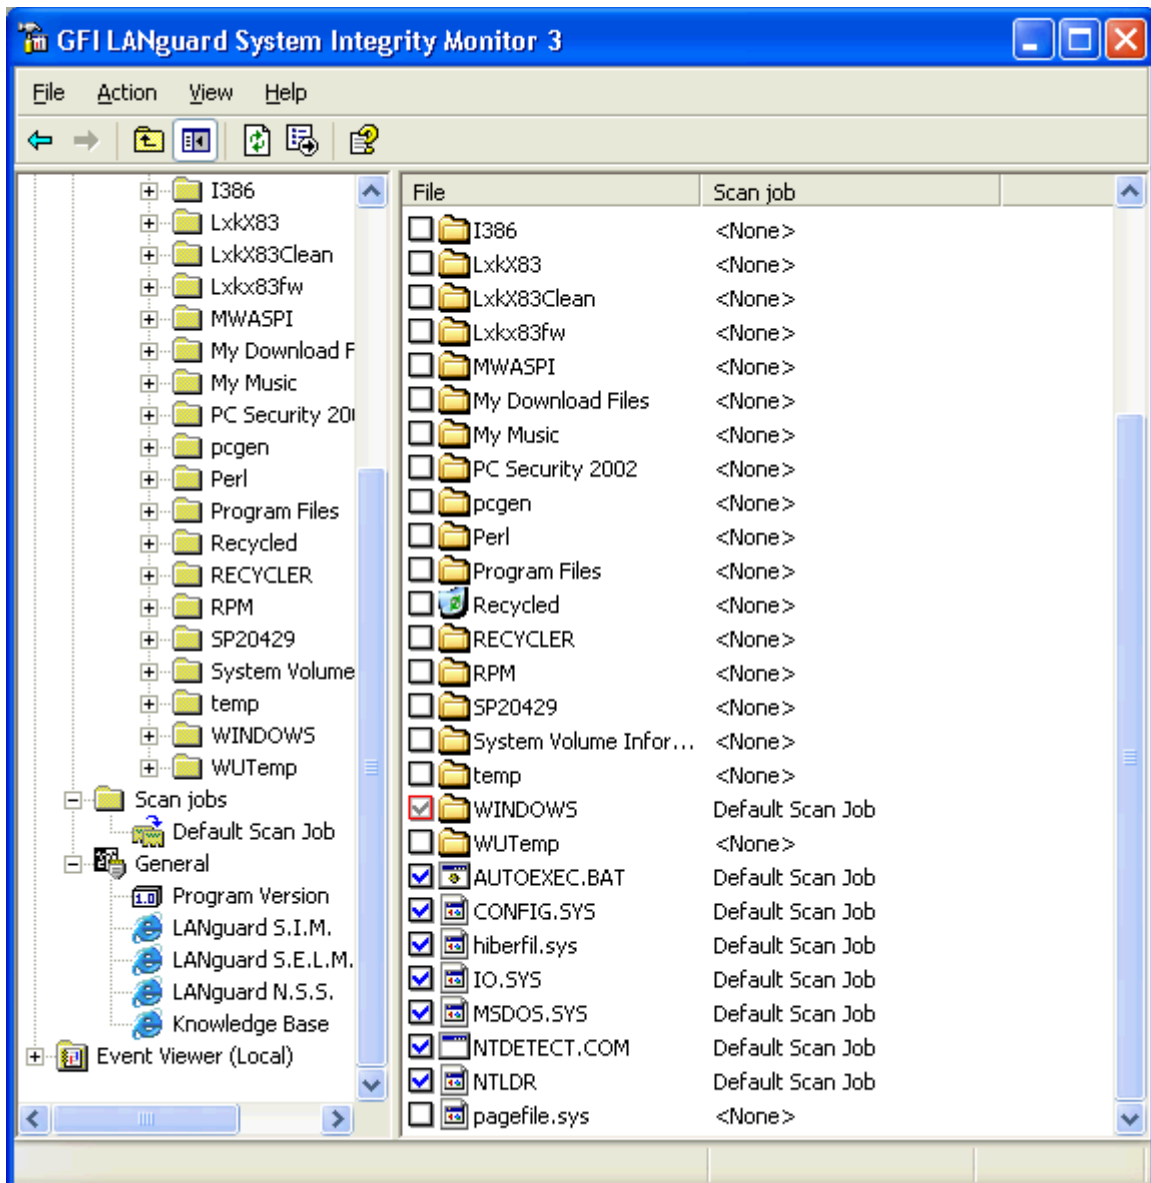 GFI LANguard System Integrity Monitor 3
File Action View Help
I386
LxkX83
LxkX83Clean
Lxkx83fw
MWASPI
My Download F
My Music
PC Security 20
pcgen
Perl
Program Files
Recycled
RECYCLER
RPM
SP20429
System Volume
temp
WINDOWS
WUTemp
Scan jobs
Default Scan Job
General
Program Version
LANguard S.I.M.
LANguard S.E.L.M.
LANguard N.S.S.
Knowledge Base
Event Viewer (Local)
File Scan job
I386 <None>
LxkX83 <None>
LxkX83Clean <None>
Lxkx83fw <None>
MWASPI <None>
My Download Files <None>
My Music <None>
PC Security 2002 <None>
pcgen <None>
Perl <None>
Program Files <None>
Recycled <None>
RECYCLER <None>
RPM <None>
SP20429 <None>
System Volume Infor... <None>
temp <None>
WINDOWS Default Scan Job
WUTemp <None>
AUTOEXEC.BAT Default Scan Job
CONFIG.SYS Default Scan Job
hiberfil.sys Default Scan Job
IO.SYS Default Scan Job
MSDOS.SYS Default Scan Job
NTDETECT.COM Default Scan Job
NTLDR Default Scan Job
pagefile.sys <None>